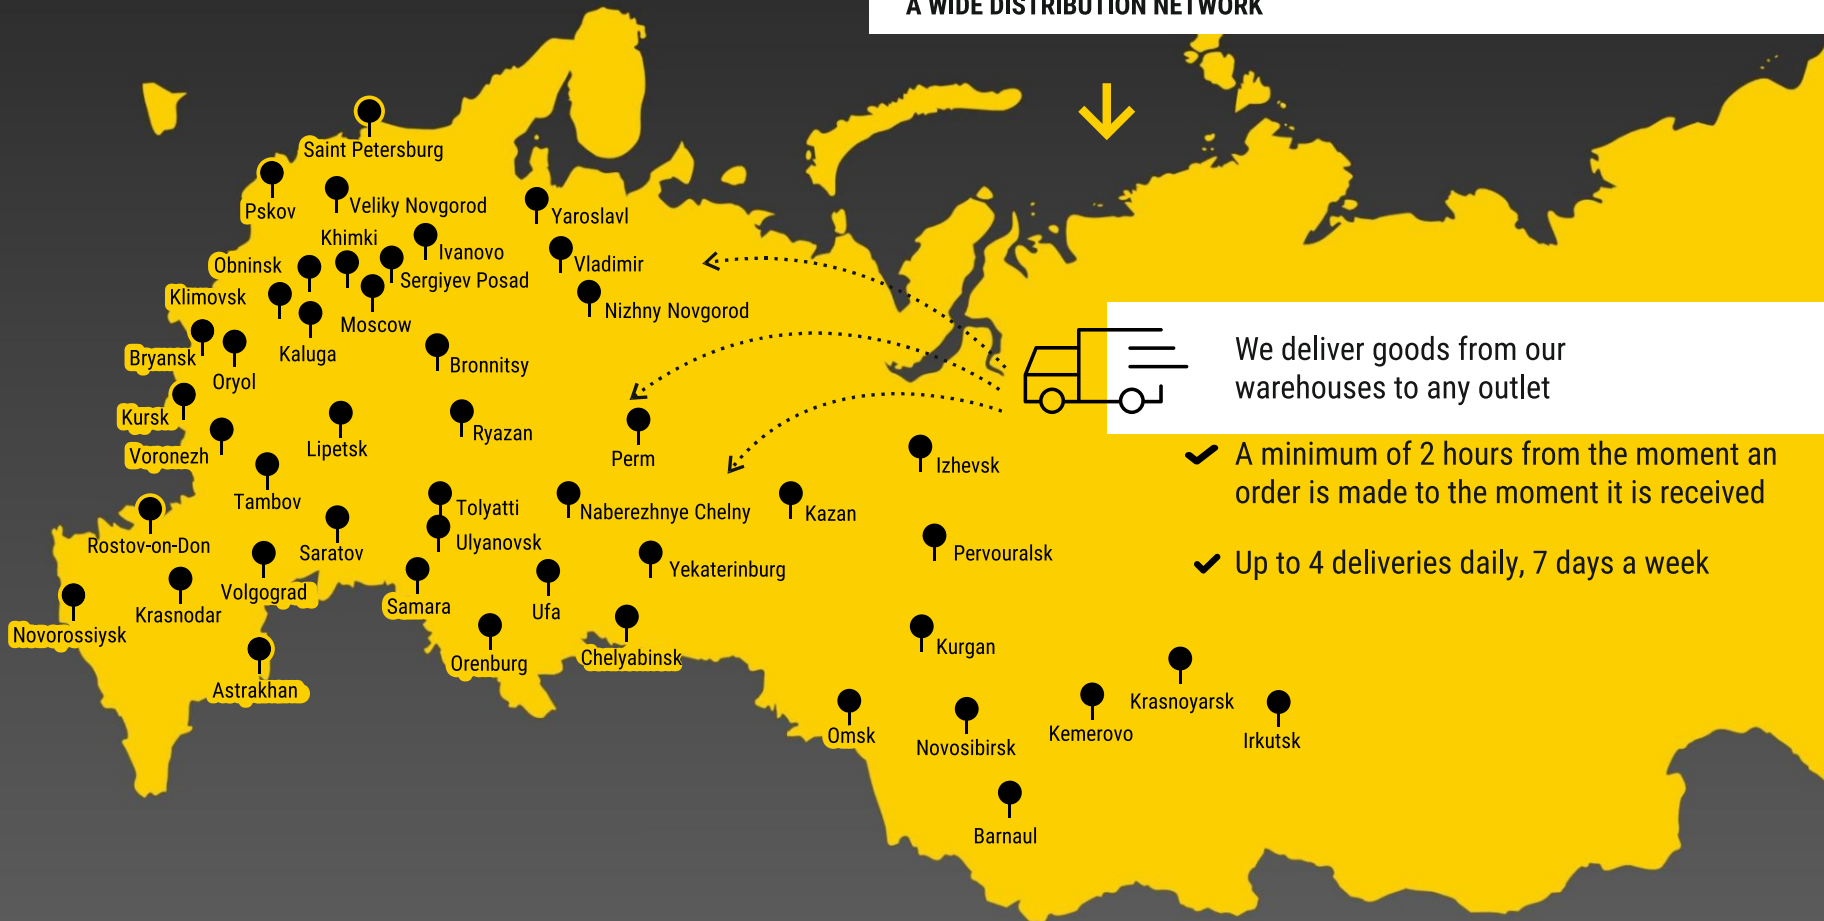 A WIDE DISTRIBUTION NETWORK
Saint Petersburg
Pskov
Veliky Novgorod
Yaroslavl
Khimki
Ivanovo
Obninsk
Vladimir
Sergiyev Posad
Klimovsk
Nizhny Novgorod
Moscow
Kaluga
Bryansk
Bronnitsy
Oryol
Kursk
Ryazan
Lipetsk
Voronezh
Perm
Izhevsk
Tambov
Tolyatti
Naberezhnye Chelny
Kazan
Rostov-on-Don
Saratov
Ulyanovsk
Pervouralsk
Yekaterinburg
Volgograd
Samara
Ufa
Krasnodar
Novorossiysk
Kurgan
Chelyabinsk
Orenburg
Astrakhan
Krasnoyarsk
Omsk
Novosibirsk
Kemerovo
Irkutsk
Barnaul
We deliver goods from our
warehouses to any outlet
A minimum of 2 hours from the moment an
order is made to the moment it is received
Up to 4 deliveries daily, 7 days a week